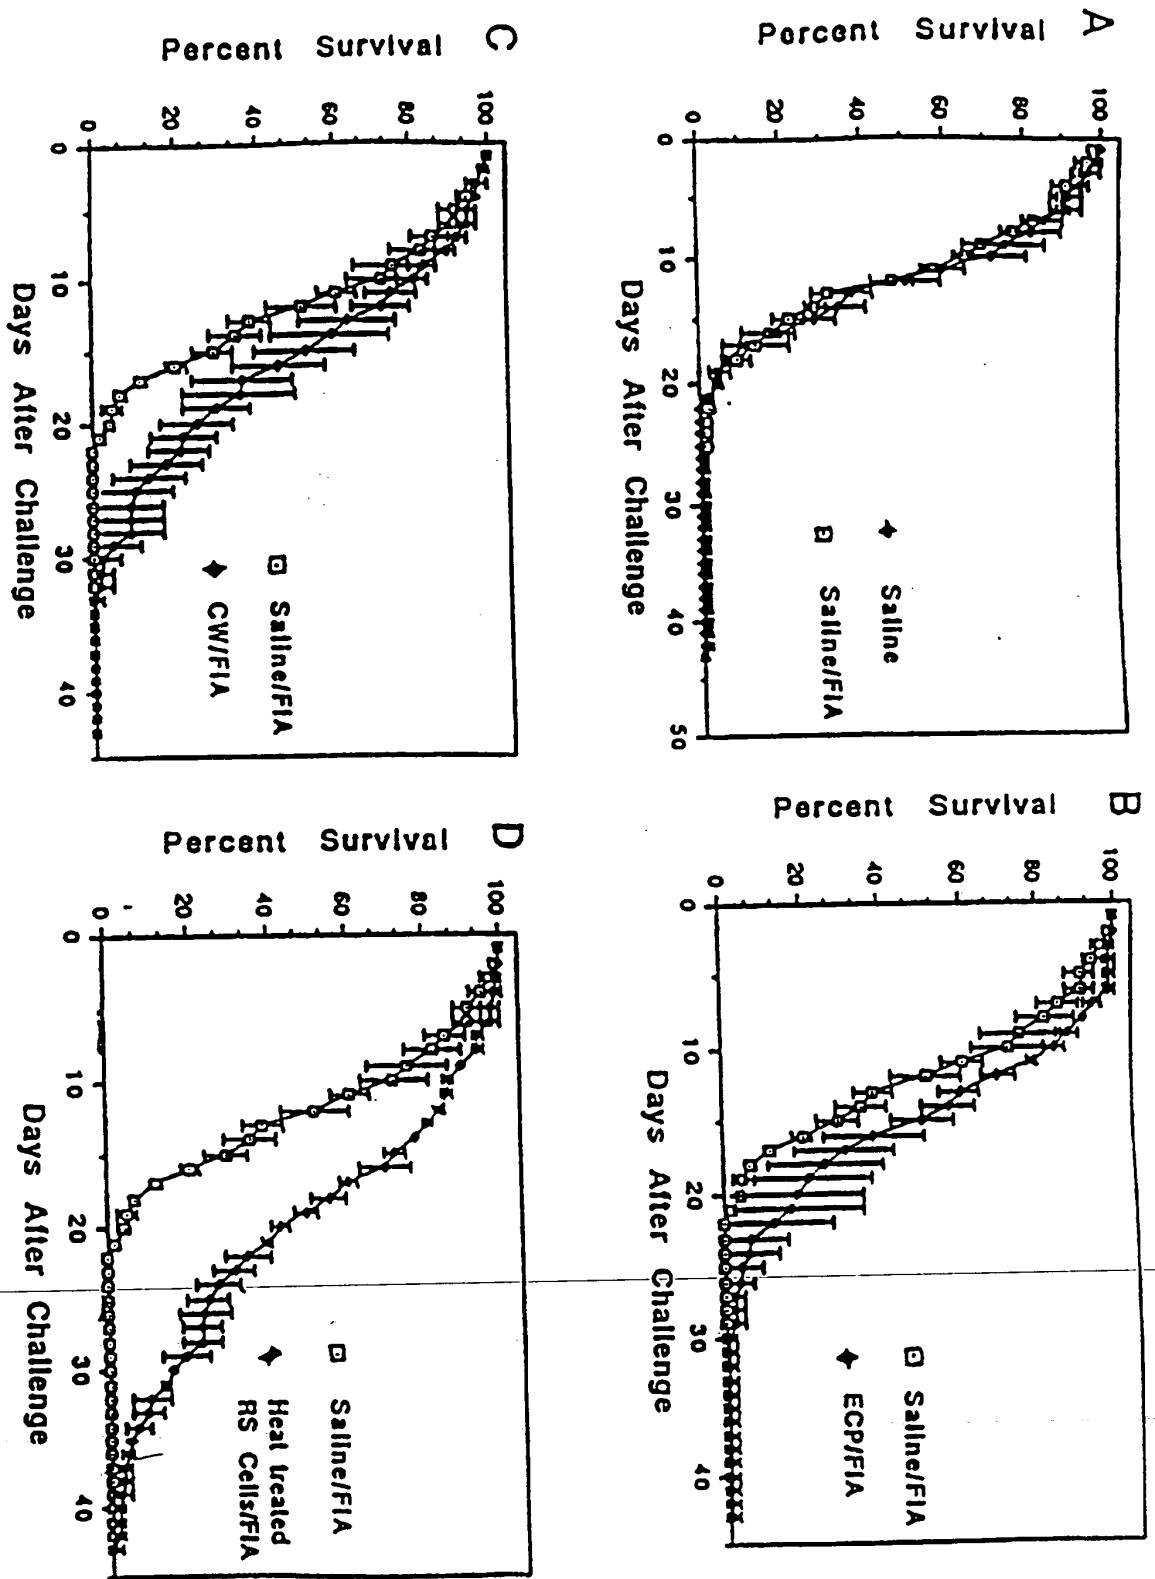 A
Percent Survival
100
80
60
40
20
0
0
10
20
30
40
50
Days After Challenge
Saline
Saline/FIA
B
Percent Survival
100
80
60
40
20
0
0
10
20
30
40
Days After Challenge
Saline/FIA
ECP/FIA
C
Percent Survival
100
80
60
40
20
0
0
10
20
30
40
Days After Challenge
Saline/FIA
CW/FIA
D
Percent Survival
100
80
60
40
20
0
0
10
20
30
40
Days After Challenge
Saline/FIA
Heat treated
RS Cells/FIA